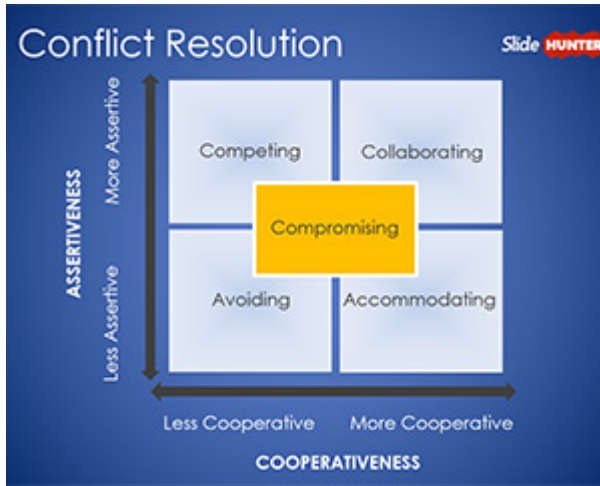 Conflict Resolution
Slide HUNTER
ASSERTIVENESS
More Assertive
Less Assertive
Competing
Collaborating
Compromising
Avoiding
Accommodating
Less Cooperative
More Cooperative
COOPERATIVENESS